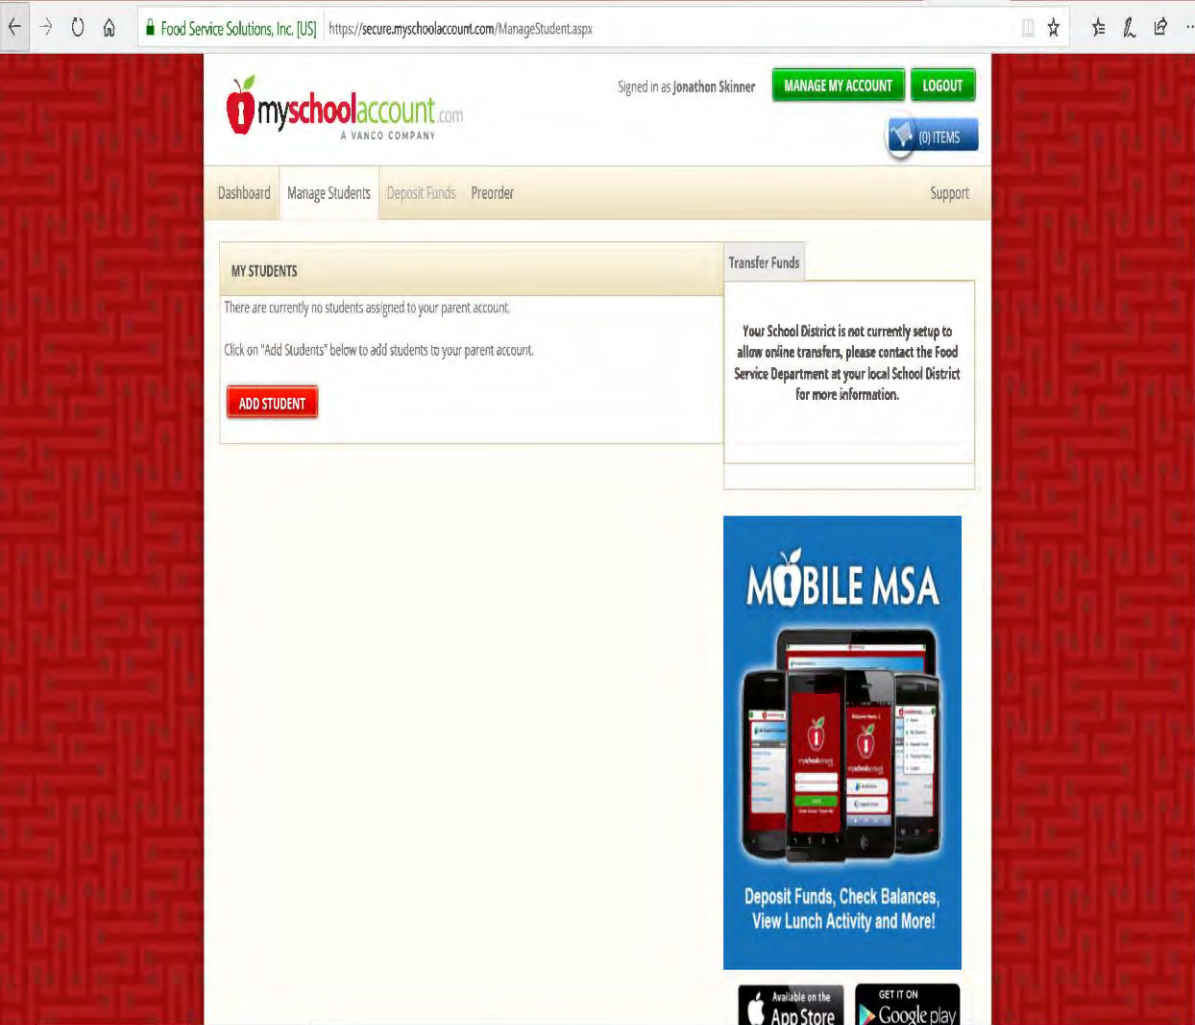 Food Service Solutions, Inc. [US] https://secure.myschoolaccount.com/ManageStudent.aspx
myschoolaccount.com
A VANCO COMPANY
Signed in as Jonathon Skinner
MANAGE MY ACCOUNT
LOGOUT
(0) ITEMS
Dashboard Manage Students Deposit Funds Preorder Support
MY STUDENTS
There are currently no students assigned to your parent account.
Click on "Add Students" below to add students to your parent account.
ADD STUDENT
Transfer Funds
Your School District is not currently setup to
allow online transfers, please contact the Food
Service Department at your local School District
for more information.
MOBILE MSA
Deposit Funds, Check Balances,
View Lunch Activity and More!
Available on the
App Store
GET IT ON
Google play